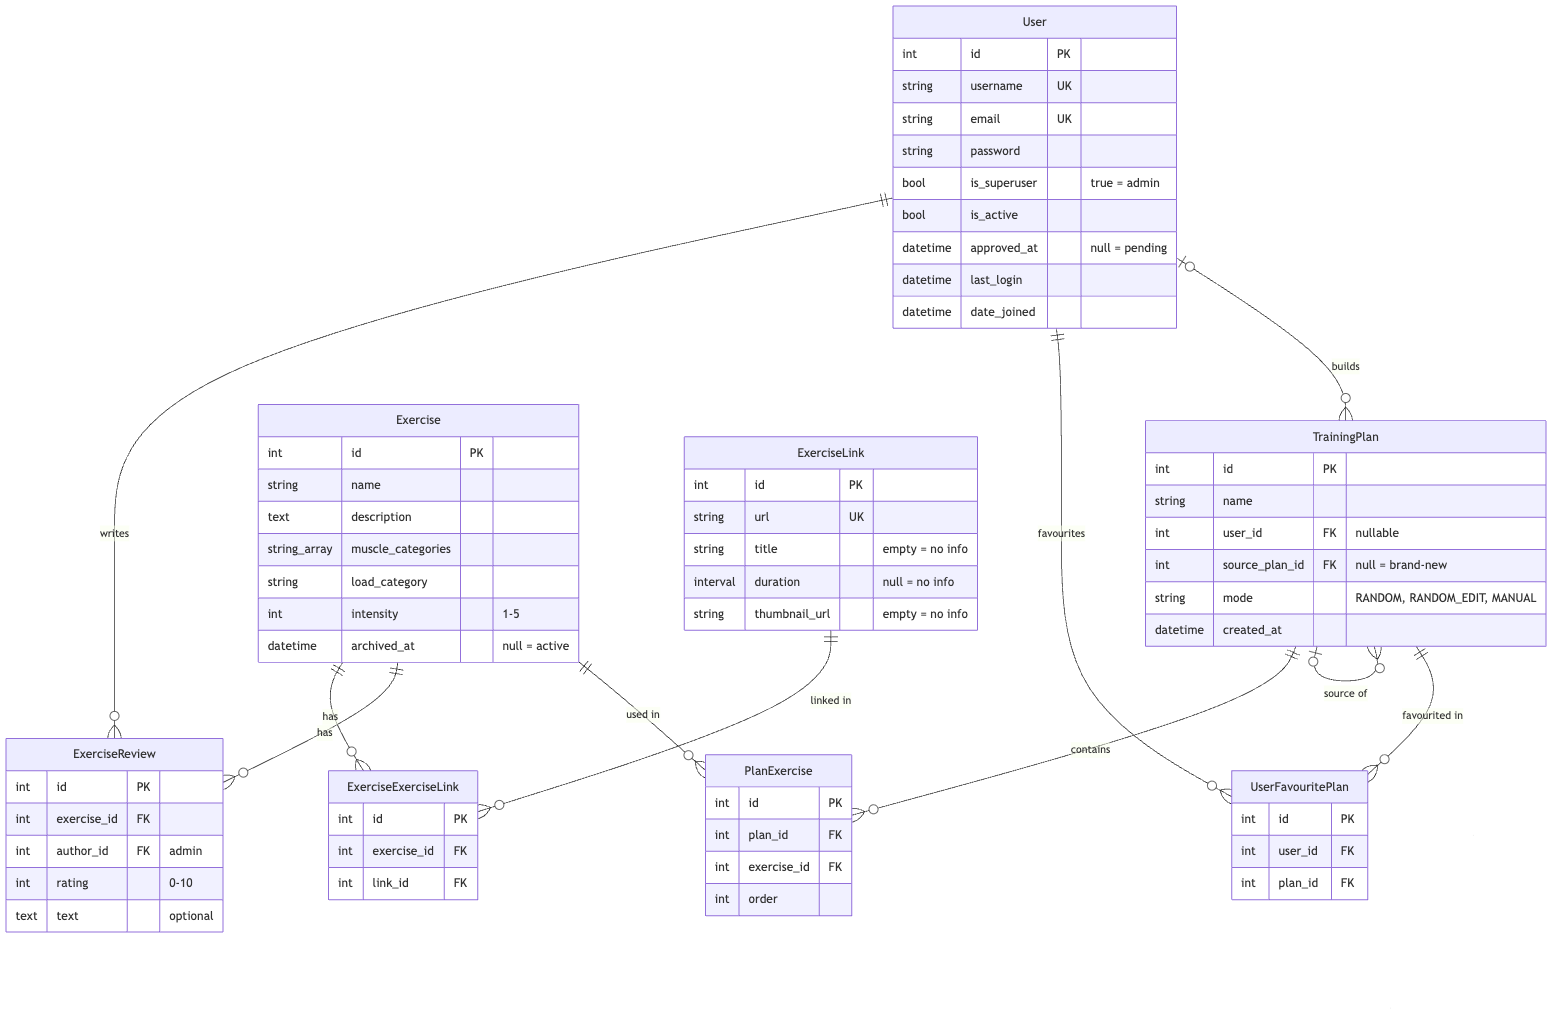 User
int id PK
string username UK
string email UK
string password
bool is_superuser true = admin
bool is_active
datetime approved_at null = pending
datetime last_login
datetime date_joined
builds
Exercise
int id PK
string name
text description
string_array muscle_categories
string load_category
int intensity 1-5
datetime archived_at null = active
ExerciseLink
int id PK
string url UK
string title empty = no info
interval duration null = no info
string thumbnail_url empty = no info
TrainingPlan
int id PK
string name
int user_id FK nullable
int source_plan_id FK null = brand-new
string mode RANDOM, RANDOM_EDIT, MANUAL
datetime created_at
writes
favourites
source of
linked in
has
used in
favourited in
has
contains
ExerciseReview
int id PK
int exercise_id FK
int author_id FK admin
int rating 0-10
text text optional
ExerciseExerciseLink
int id PK
int exercise_id FK
int link_id FK
PlanExercise
int id PK
int plan_id FK
int exercise_id FK
int order
UserFavouritePlan
int id PK
int user_id FK
int plan_id FK